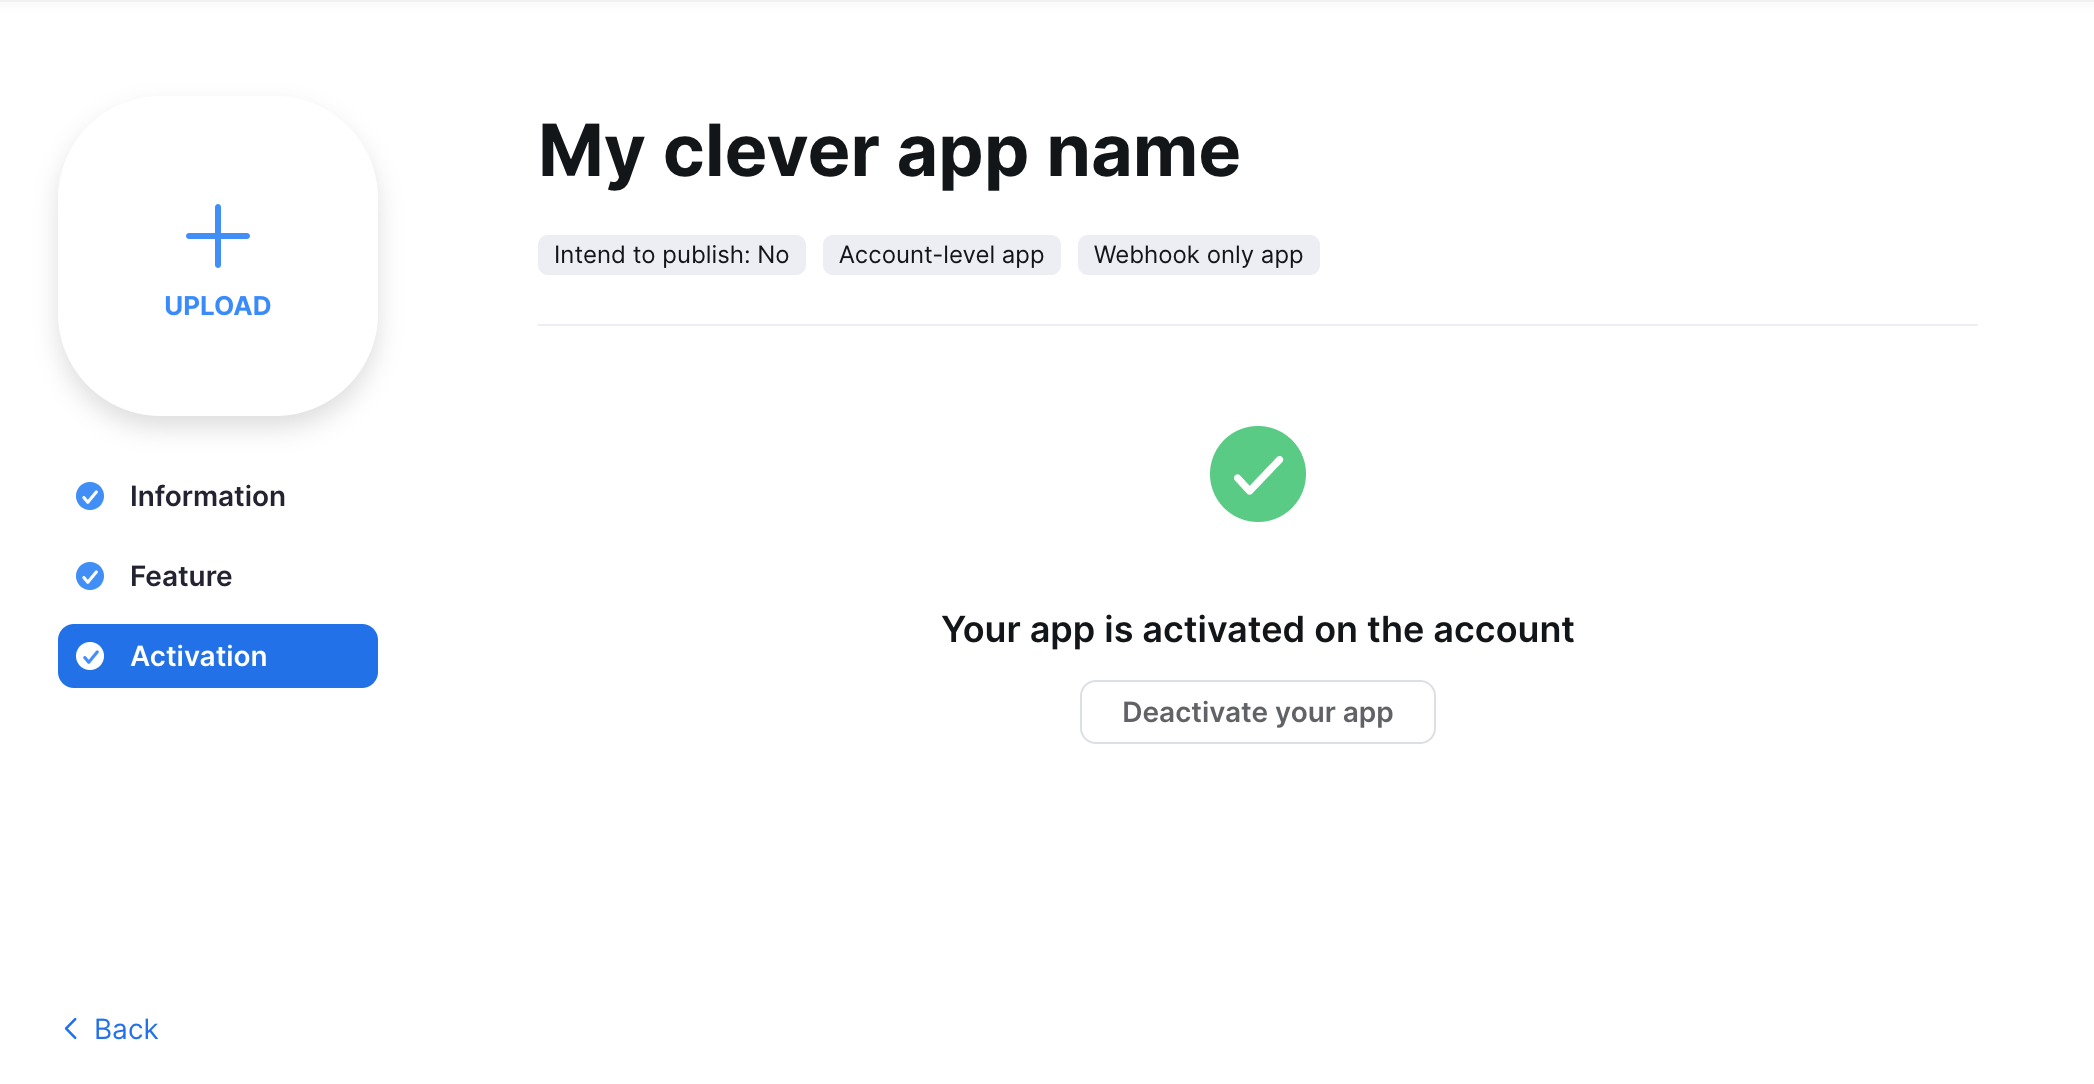 UPLOAD
Information
Feature
Activation
Back
My clever app name
Intend to publish: No
Account-level app
Webhook only app
Your app is activated on the account
Deactivate your app